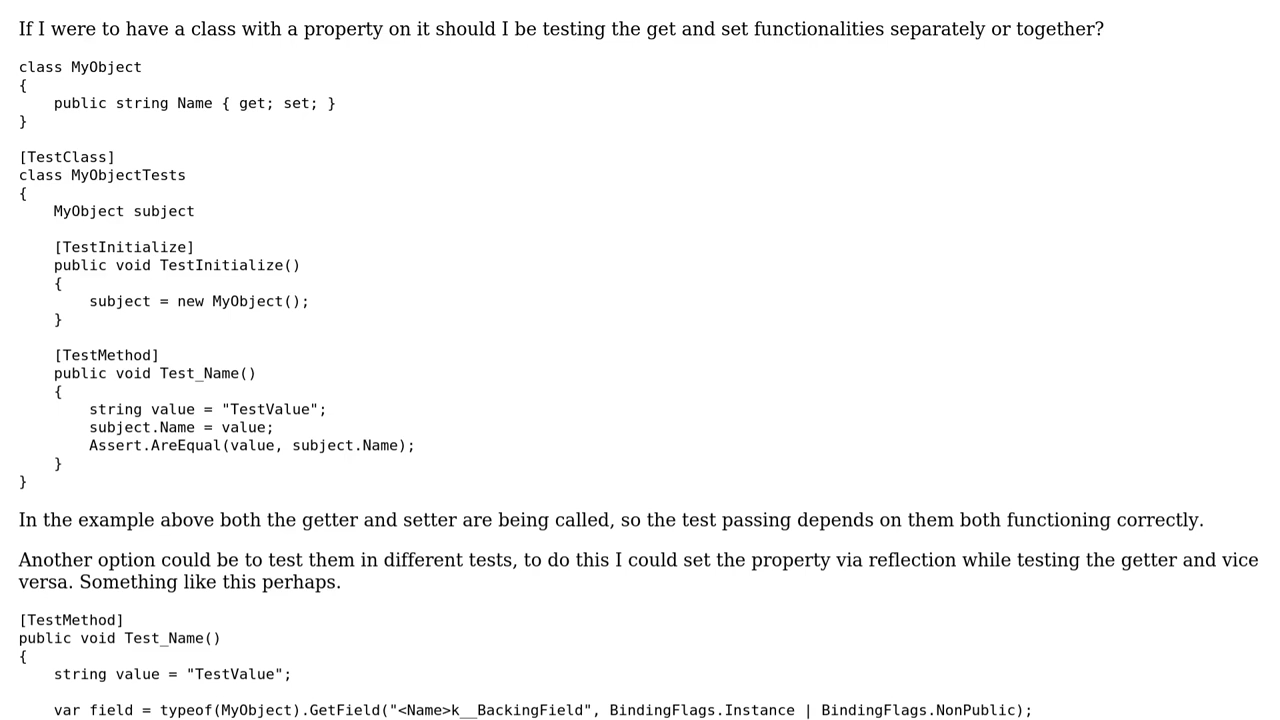 If I were to have a class with a property on it should I be testing the get and set functionalities separately or together?
class MyObject
{
    public string Name { get; set; }
}
[TestClass]
class MyObjectTests
{
    MyObject subject
    [TestInitialize]
    public void TestInitialize()
    {
        subject = new MyObject();
    }
    [TestMethod]
    public void Test_Name()
    {
        string value = "TestValue";
        subject.Name = value;
        Assert.AreEqual(value, subject.Name);
    }
}
In the example above both the getter and setter are being called, so the test passing depends on them both functioning correctly.
Another option could be to test them in different tests, to do this I could set the property via reflection while testing the getter and vice
versa. Something like this perhaps.
[TestMethod]
public void Test_Name()
{
    string value = "TestValue";
    var field = typeof(MyObject).GetField("<Name>k__BackingField", BindingFlags.Instance | BindingFlags.NonPublic);